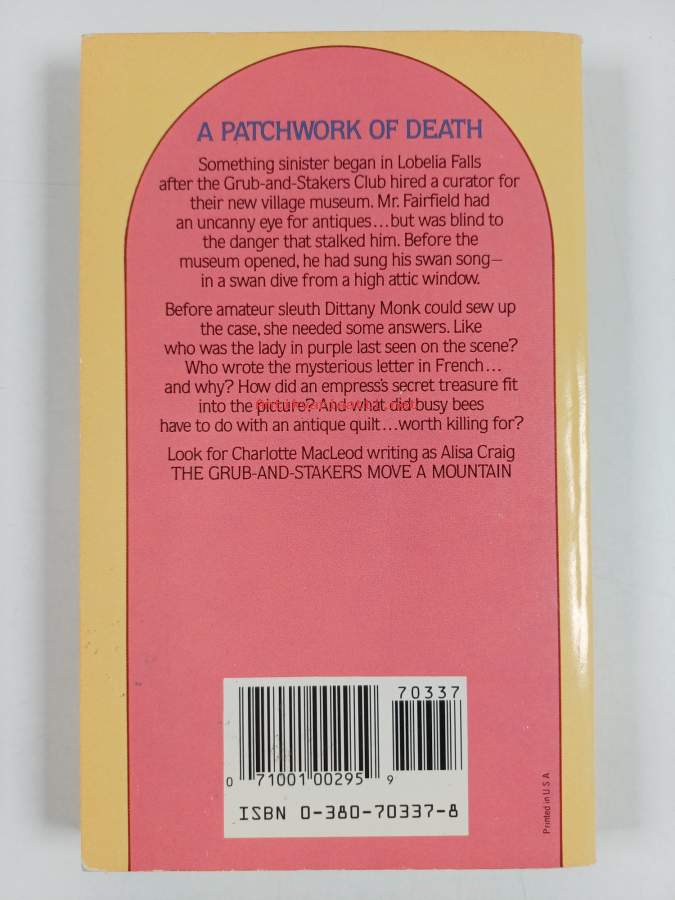 A PATCHWORK OF DEATH
Something sinister began in Lobelia Falls
after the Grub-and-Stakers Club hired a curator for
their new village museum. Mr. Fairfield had
an uncanny eye for antiques...but was blind to
the danger that stalked him. Before the
museum opened, he had sung his swan song—
in a swan dive from a high attic window.
Before amateur sleuth Dittany Monk could sew up
the case, she needed some answers. Like
who was the lady in purple last seen on the scene?
Who wrote the mysterious letter in French...
and why? How did an empress's secret treasure fit
into the picture? And what did busy bees
have to do with an antique quilt...worth killing for?
Look for Charlotte MacLeod writing as Alisa Craig
THE GRUB-AND-STAKERS MOVE A MOUNTAIN
70337
0 71001 00295 9
ISBN 0-380-70337-8
Printed in U S A